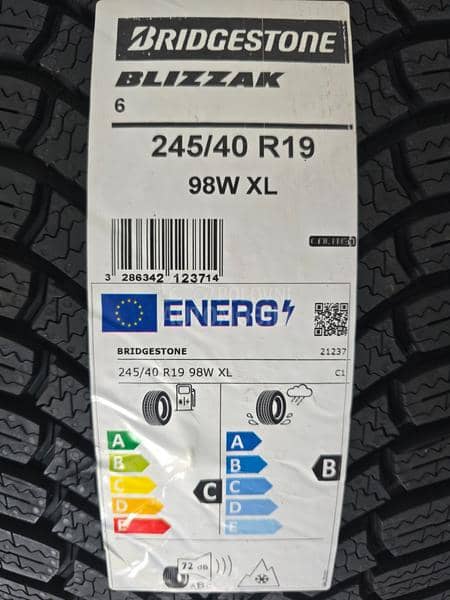 BRIDGESTONE
BLIZZAK
6
245/40 R19
98W XL
3 286342 123714
ENERG
BRIDGESTONE 21237
245/40 R19 98W XL C1
A A
B B B
C C C
D D
E E
72 dB
ABC